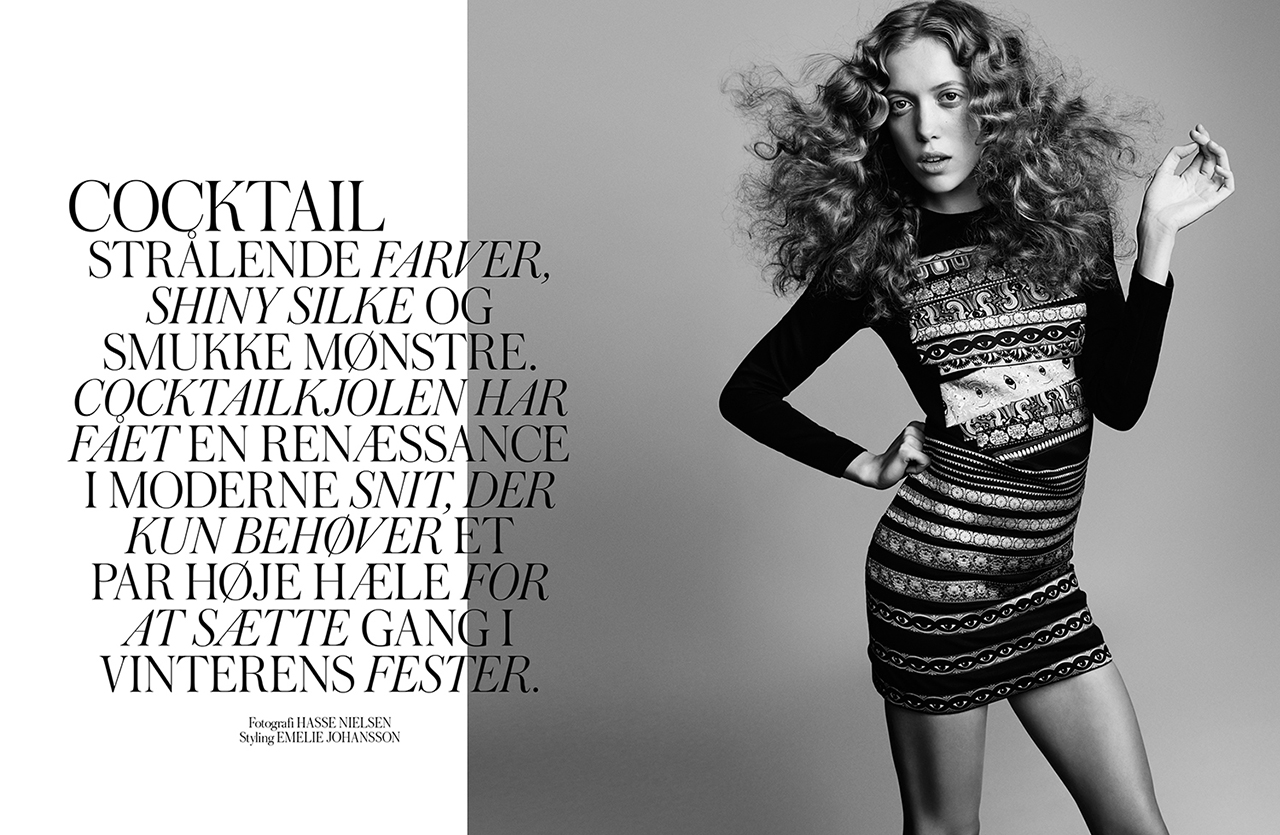 COCKTAIL
STRÅLENDE FARVER,
SHINY SILKE OG
SMUKKE MØNSTRE.
COCKTAILKJOLEN HAR
FÅET EN RENÆSSANCE
I MODERNE SNIT, DER
KUN BEHØVER ET
PAR HØJE HÆLE FOR
AT SÆTTE GANG I
VINTERENS FESTER.
Fotografi HASSE NIELSEN
Styling EMELIE JOHANSSON